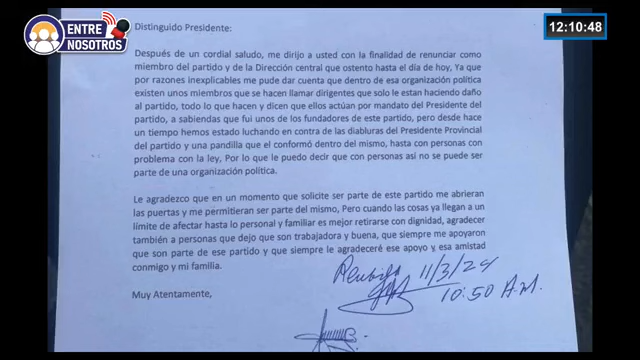 ENTRE
NOSOTROS
12:10:48
Distinguido Presidente:
Después de un cordial saludo, me dirijo a usted con la finalidad de renunciar como
miembro del partido y de la Dirección central que ostento hasta el día de hoy, Ya que
por razones inexplicables me pude dar cuenta que dentro de esa organización política
existen unos miembros que se hacen llamar dirigentes que solo le estan haciendo daño
al partido, todo lo que hacen y dicen que ellos actúan por mandato del Presidente del
partido, a sabiendas que fui unos de los fundadores de este partido, pero desde hace
un tiempo hemos estado luchando en contra de las diabluras del Presidente Provincial
del partido y una pandilla que el conformó dentro del mismo, hasta con personas con
problema con la ley, Por lo que le puedo decir que con personas así no se puede ser
parte de una organización política.
Le agradezco que en un momento que solicite ser parte de este partido me abrieran
las puertas y me permitieran ser parte del mismo, Pero cuando las cosas ya llegan a un
límite de afectar hasta lo personal y familiar es mejor retirarse con dignidad, agradecer
también a personas que dejo que son trabajadora y buena, que siempre me apoyaron
que son parte de ese partido y que siempre le agradeceré ese apoyo y esa amistad
conmigo y mi familia.
Recibido 11/3/24
10:50 A.M.
Muy Atentamente,